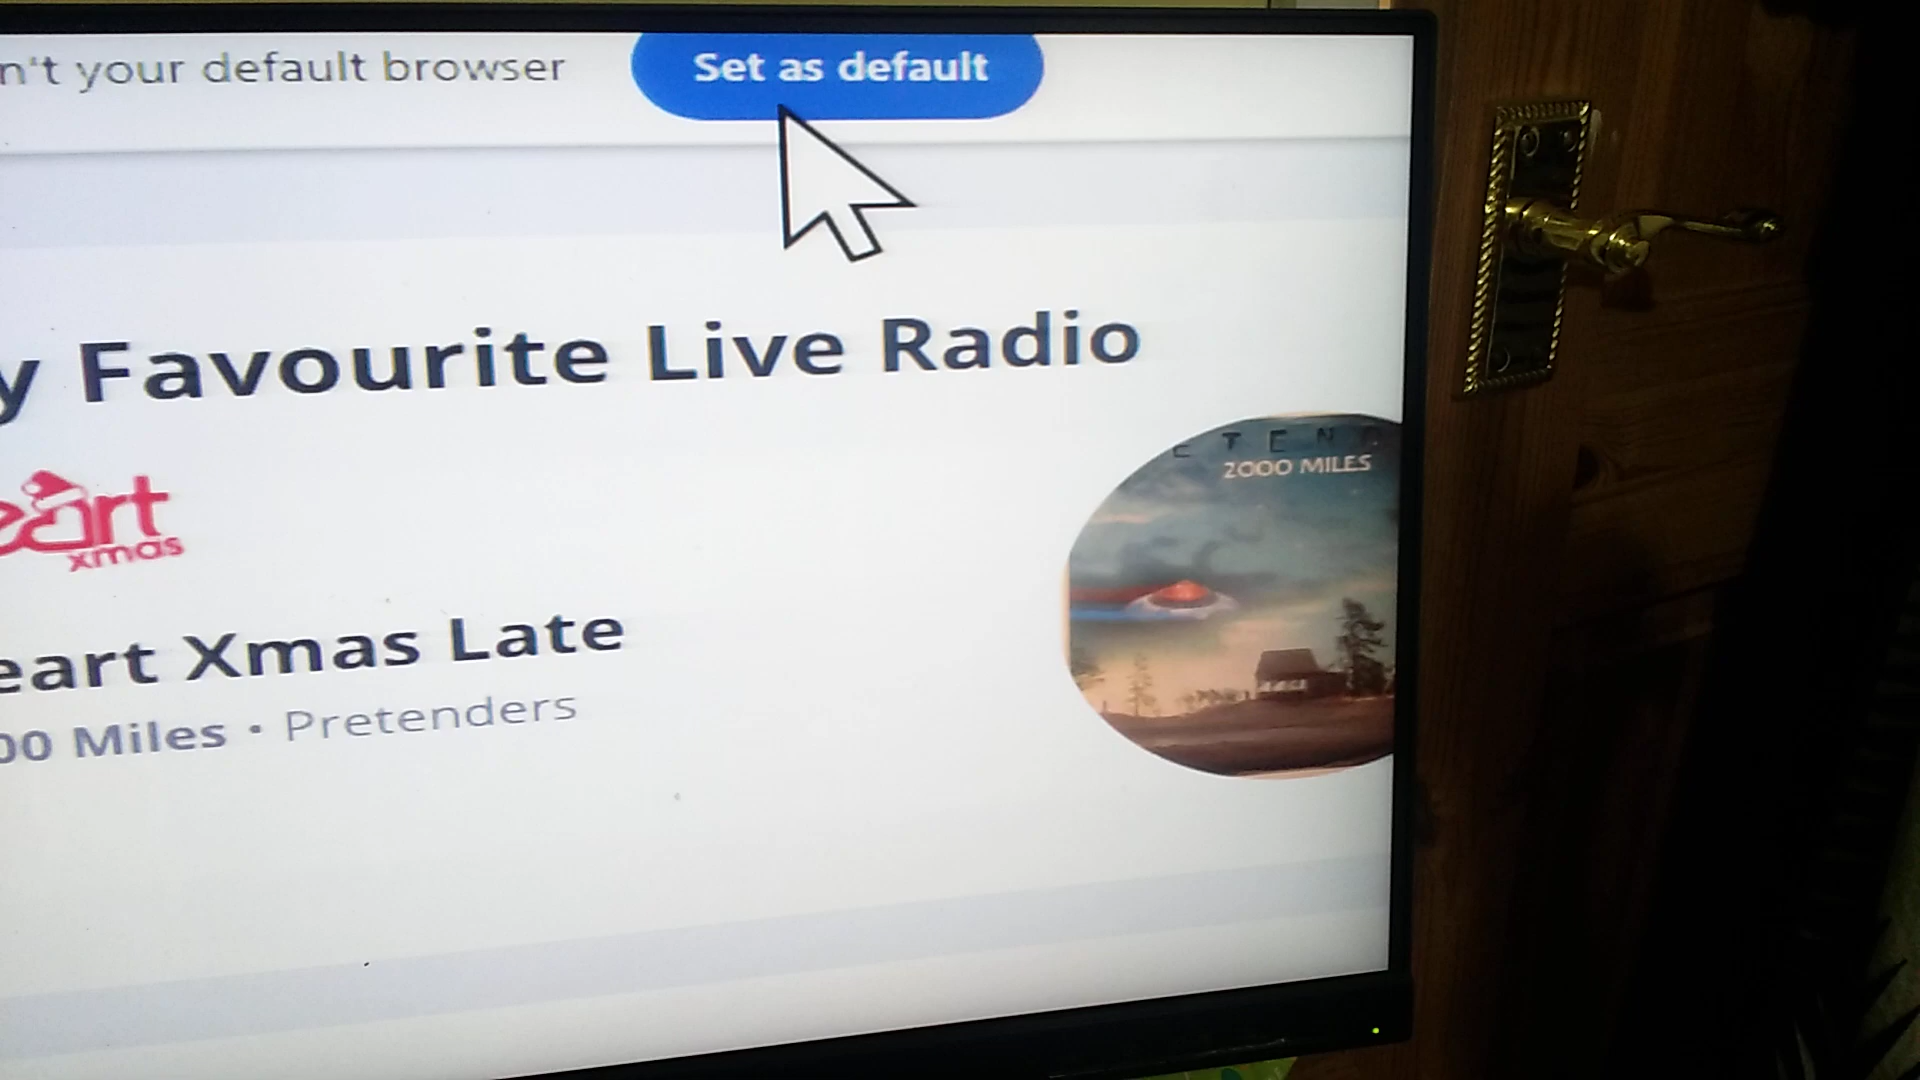 n't your default browser
Set as default
y Favourite Live Radio
eart
xmas
ETEND
2000 MILES
eart Xmas Late
00 Miles • Pretenders